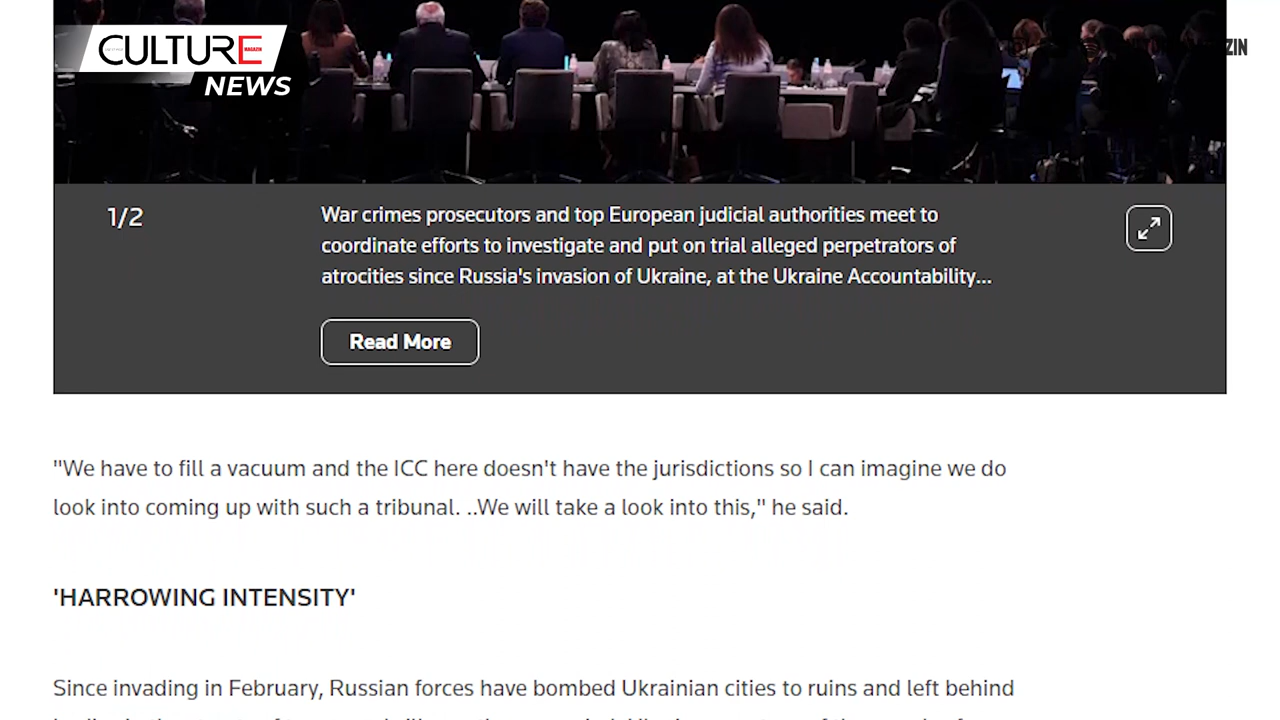 CULTURE
MAGAZIN
NEWS
ZIN
1/2
War crimes prosecutors and top European judicial authorities meet to
coordinate efforts to investigate and put on trial alleged perpetrators of
atrocities since Russia's invasion of Ukraine, at the Ukraine Accountability...
Read More
"We have to fill a vacuum and the ICC here doesn't have the jurisdictions so I can imagine we do
look into coming up with such a tribunal. ..We will take a look into this," he said.
'HARROWING INTENSITY'
Since invading in February, Russian forces have bombed Ukrainian cities to ruins and left behind